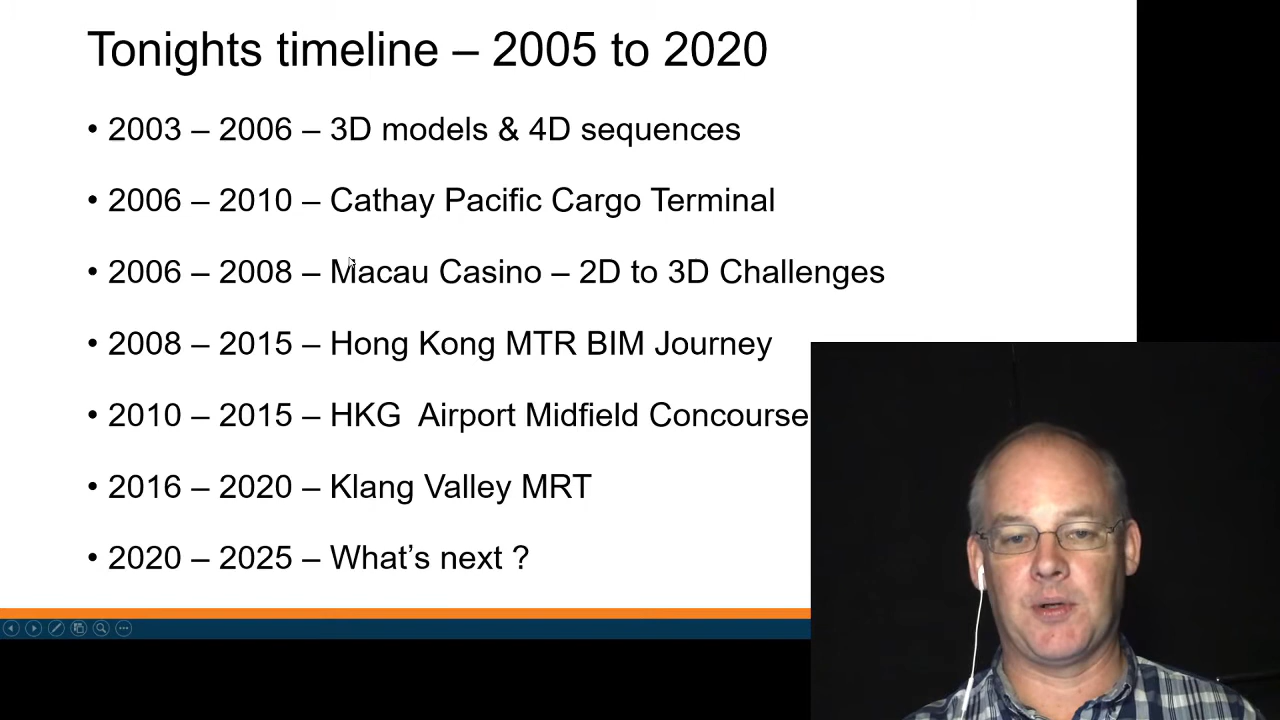 Tonights timeline – 2005 to 2020
• 2003 – 2006 – 3D models & 4D sequences
• 2006 – 2010 – Cathay Pacific Cargo Terminal
• 2006 – 2008 – Macau Casino – 2D to 3D Challenges
• 2008 – 2015 – Hong Kong MTR BIM Journey
• 2010 – 2015 – HKG  Airport Midfield Concourse
• 2016 – 2020 – Klang Valley MRT
• 2020 – 2025 – What’s next ?